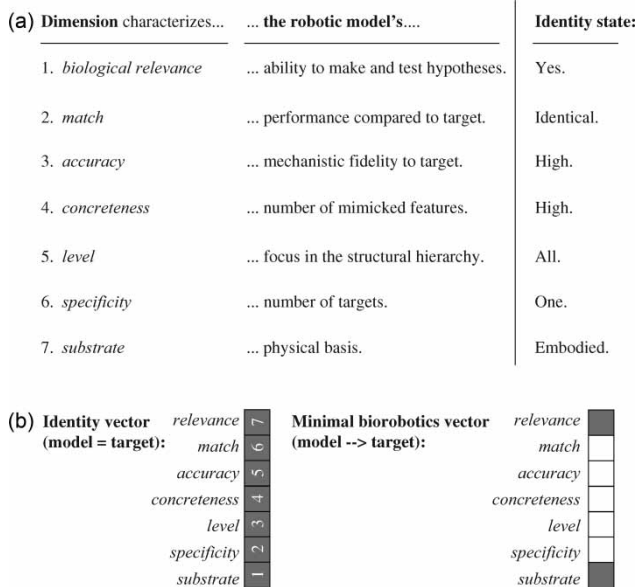 (a) Dimension characterizes... ... the robotic model's.... Identity state:
1. biological relevance ... ability to make and test hypotheses. Yes.
2. match ... performance compared to target. Identical.
3. accuracy ... mechanistic fidelity to target. High.
4. concreteness ... number of mimicked features. High.
5. level ... focus in the structural hierarchy. All.
6. specificity ... number of targets. One.
7. substrate ... physical basis. Embodied.
(b) Identity vector
(model = target):
relevance 7
match 6
accuracy 5
concreteness 4
level 3
specificity 2
substrate 1
Minimal biorobotics vector
(model --> target):
relevance
match
accuracy
concreteness
level
specificity
substrate